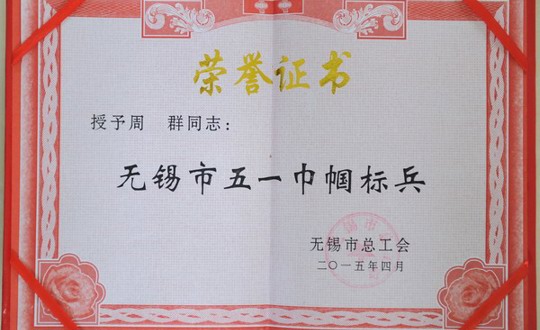 荣誉证书
授予周 群同志：
无锡市五一巾帼标兵
无锡市总工会
二〇一五年四月